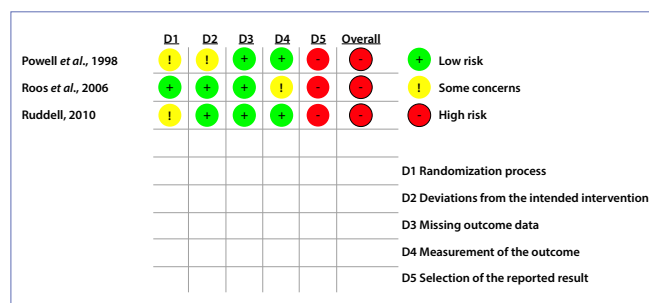 D1 D2 D3 D4 D5 Overall
Powell et al., 1998 ! ! + + - - + Low risk
Roos et al., 2006 + + + ! - - ! Some concerns
Ruddell, 2010 ! + + + - - - High risk
D1 Randomization process
D2 Deviations from the intended intervention
D3 Missing outcome data
D4 Measurement of the outcome
D5 Selection of the reported result